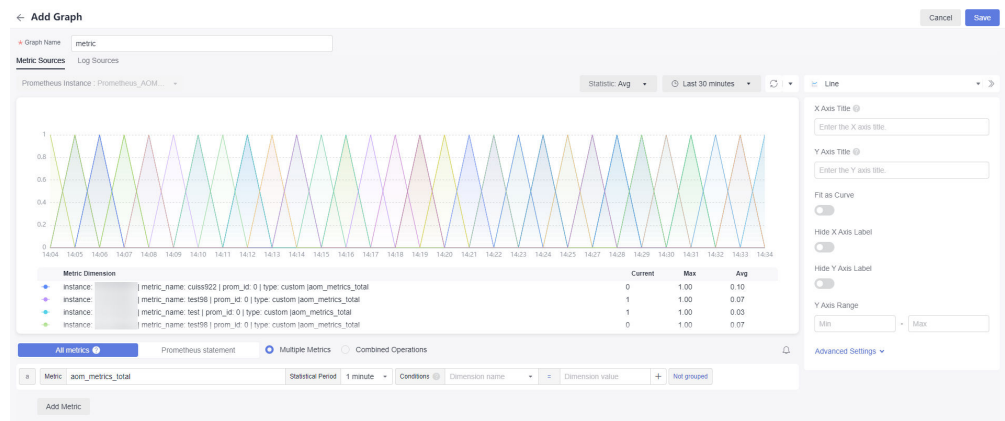 ← Add Graph
Cancel
Save
* Graph Name
metric
Metric Sources
Log Sources
Prometheus Instance : Prometheus_AOM...
Statistic: Avg
Last 30 minutes
Line
X Axis Title
Enter the X axis title.
Y Axis Title
Enter the Y axis title.
Fit as Curve
Hide X Axis Label
Hide Y Axis Label
Y Axis Range
Min - Max
Advanced Settings
1
0.8
0.6
0.4
0.2
0
14:04 14:05 14:06 14:07 14:08 14:09 14:10 14:11 14:12 14:13 14:14 14:15 14:16 14:17 14:18 14:19 14:20 14:21 14:22 14:23 14:24 14:25 14:27 14:28 14:29 14:30 14:31 14:32 14:33 14:34
Metric Dimension Current Max Avg
instance: | metric_name: cuiss922 | prom_id: 0 | type: custom |aom_metrics_total 0 1.00 0.10
instance: | metric_name: test98 | prom_id: 0 | type: custom |aom_metrics_total 1 1.00 0.07
instance: | metric_name: test | prom_id: 0 | type: custom |aom_metrics_total 1 1.00 0.03
instance: | metric_name: test98 | prom_id: 0 | type: custom |aom_metrics_total 0 1.00 0.07
All metrics
Prometheus statement
Multiple Metrics
Combined Operations
a Metric aom_metrics_total Statistical Period 1 minute Conditions Dimension name = Dimension value + Not grouped
Add Metric